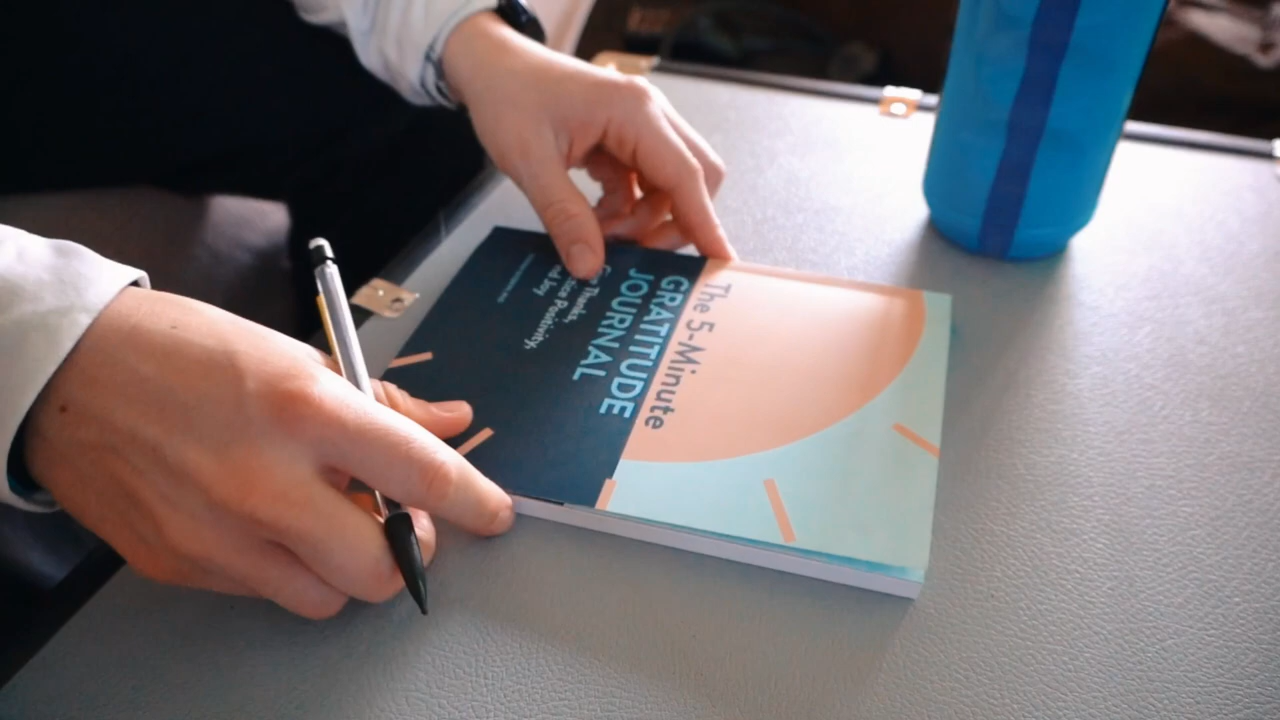 The 5-Minute
GRATITUDE
JOURNAL
Thanks,
Positivity,
Joy